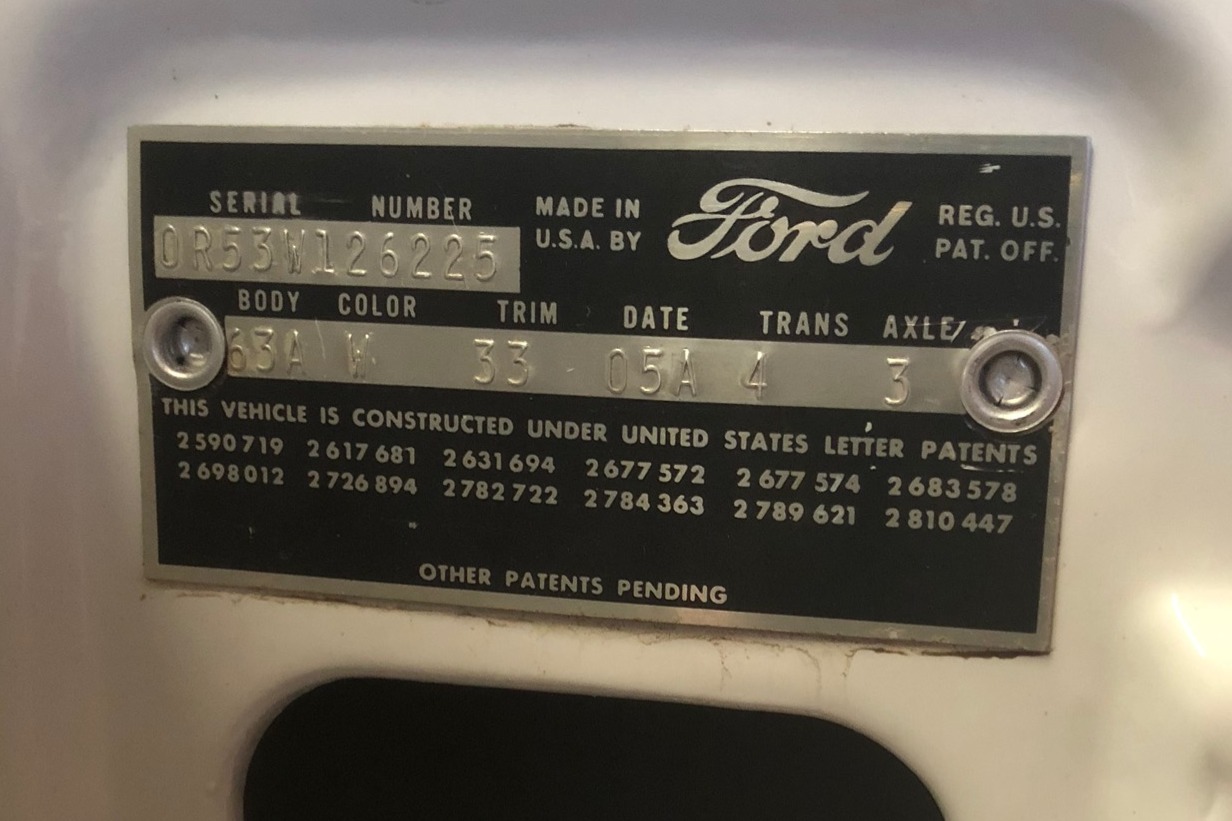 SERIAL NUMBER
MADE IN
U.S.A. BY
Ford
REG. U.S.
PAT. OFF.
0R53W126225
BODY COLOR TRIM DATE TRANS AXLE
63A W 33 05A 4 3
THIS VEHICLE IS CONSTRUCTED UNDER UNITED STATES LETTER PATENTS
2 590 719 2 617 681 2 631 694 2 677 572 2 677 574 2 683 578
2 698 012 2 726 894 2 782 722 2 784 363 2 789 621 2 810 447
OTHER PATENTS PENDING